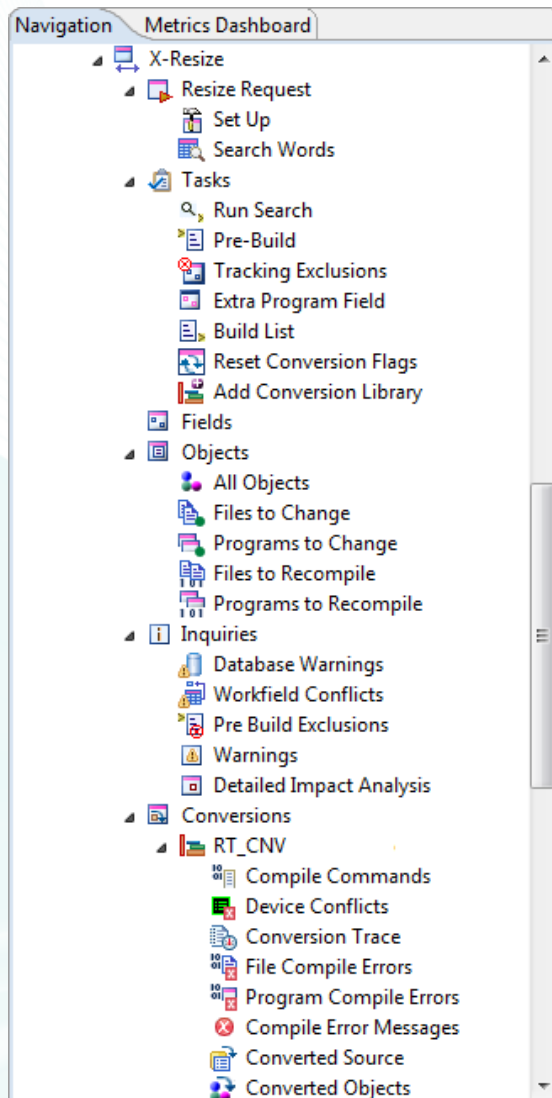 Navigation Metrics Dashboard
X-Resize
Resize Request
Set Up
Search Words
Tasks
Run Search
Pre-Build
Tracking Exclusions
Extra Program Field
Build List
Reset Conversion Flags
Add Conversion Library
Fields
Objects
All Objects
Files to Change
Programs to Change
Files to Recompile
Programs to Recompile
Inquiries
Database Warnings
Workfield Conflicts
Pre Build Exclusions
Warnings
Detailed Impact Analysis
Conversions
RT_CNV
Compile Commands
Device Conflicts
Conversion Trace
File Compile Errors
Program Compile Errors
Compile Error Messages
Converted Source
Converted Objects